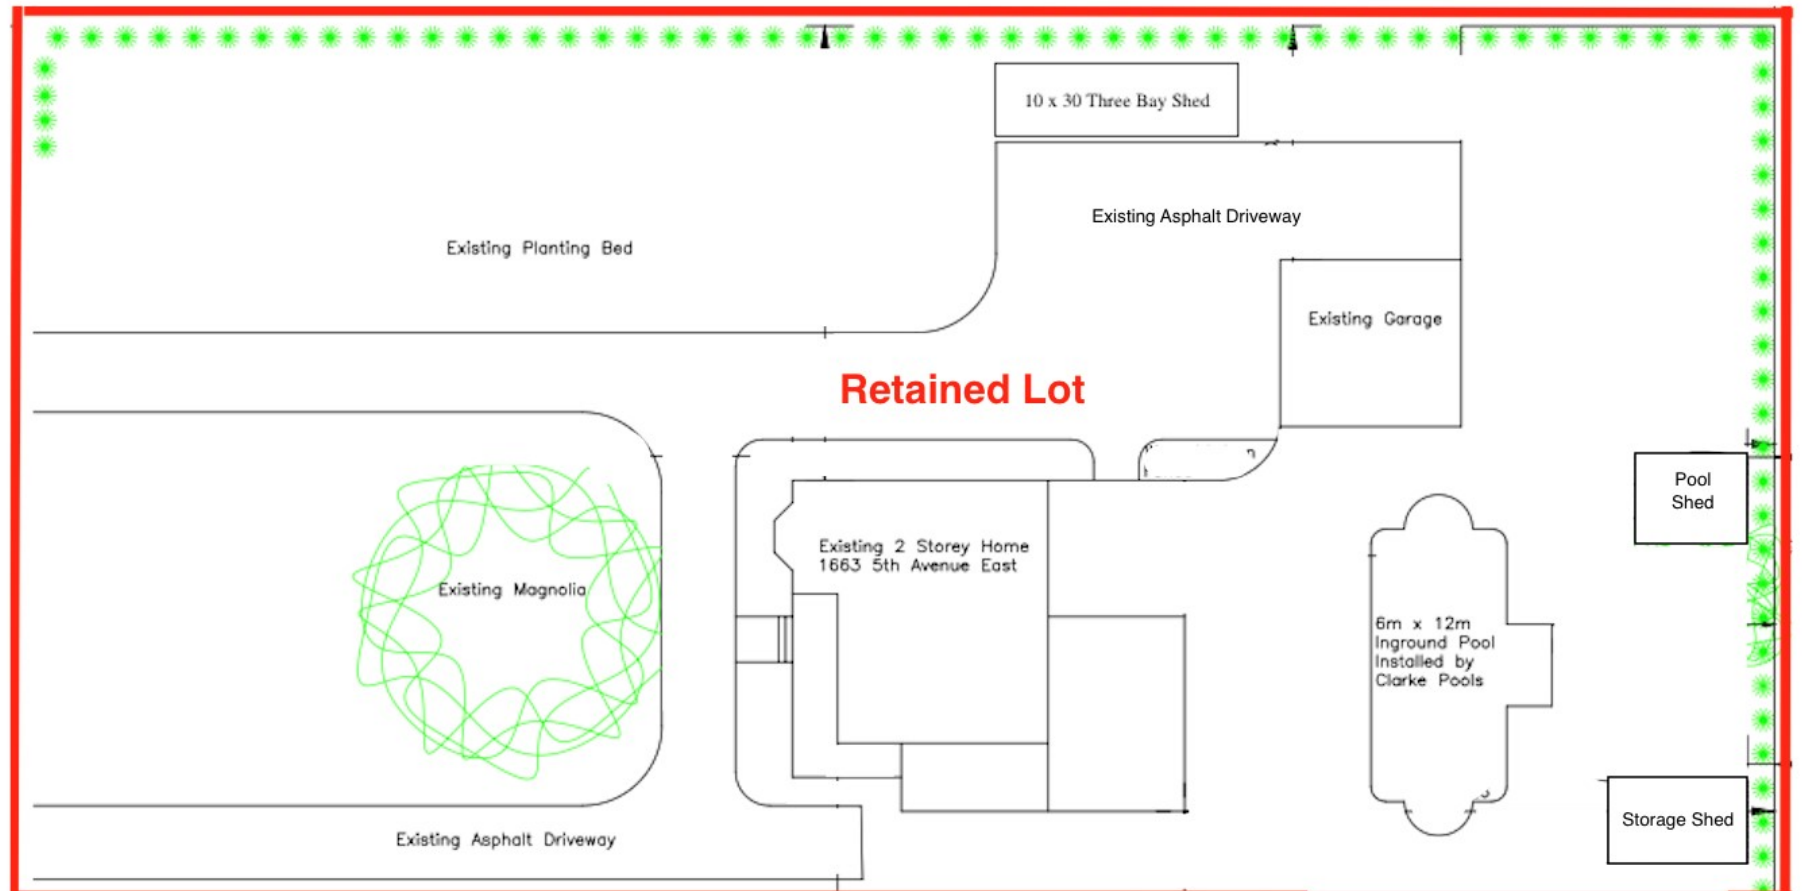 10 x 30 Three Bay Shed
Existing Asphalt Driveway
Existing Planting Bed
Existing Garage
Retained Lot
Pool
Shed
Existing 2 Storey Home
1663 5th Avenue East
Existing Magnolia
6m x 12m
Inground Pool
Installed by
Clarke Pools
Storage Shed
Existing Asphalt Driveway